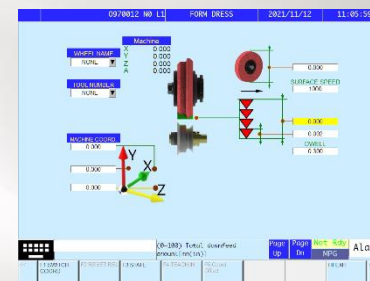 0970012 N0 L1 FORM DRESS 2021/11/12 11:05:59
Machine
X 0.000
Y 0.000
Z 0.000
A 0.000
WHEEL NAME
NONE
TOOL NUMBER
NONE
0.000
SURFACE SPEED
1000
0.000
0.000
DWELL
0.300
MACHINE COORD
0.000
0.000
0.000
Y
X
Z
(0~100) Total downfeed
amount(mm(in))
Page Up
Page Dn
Not Rdy
MPG
Ala